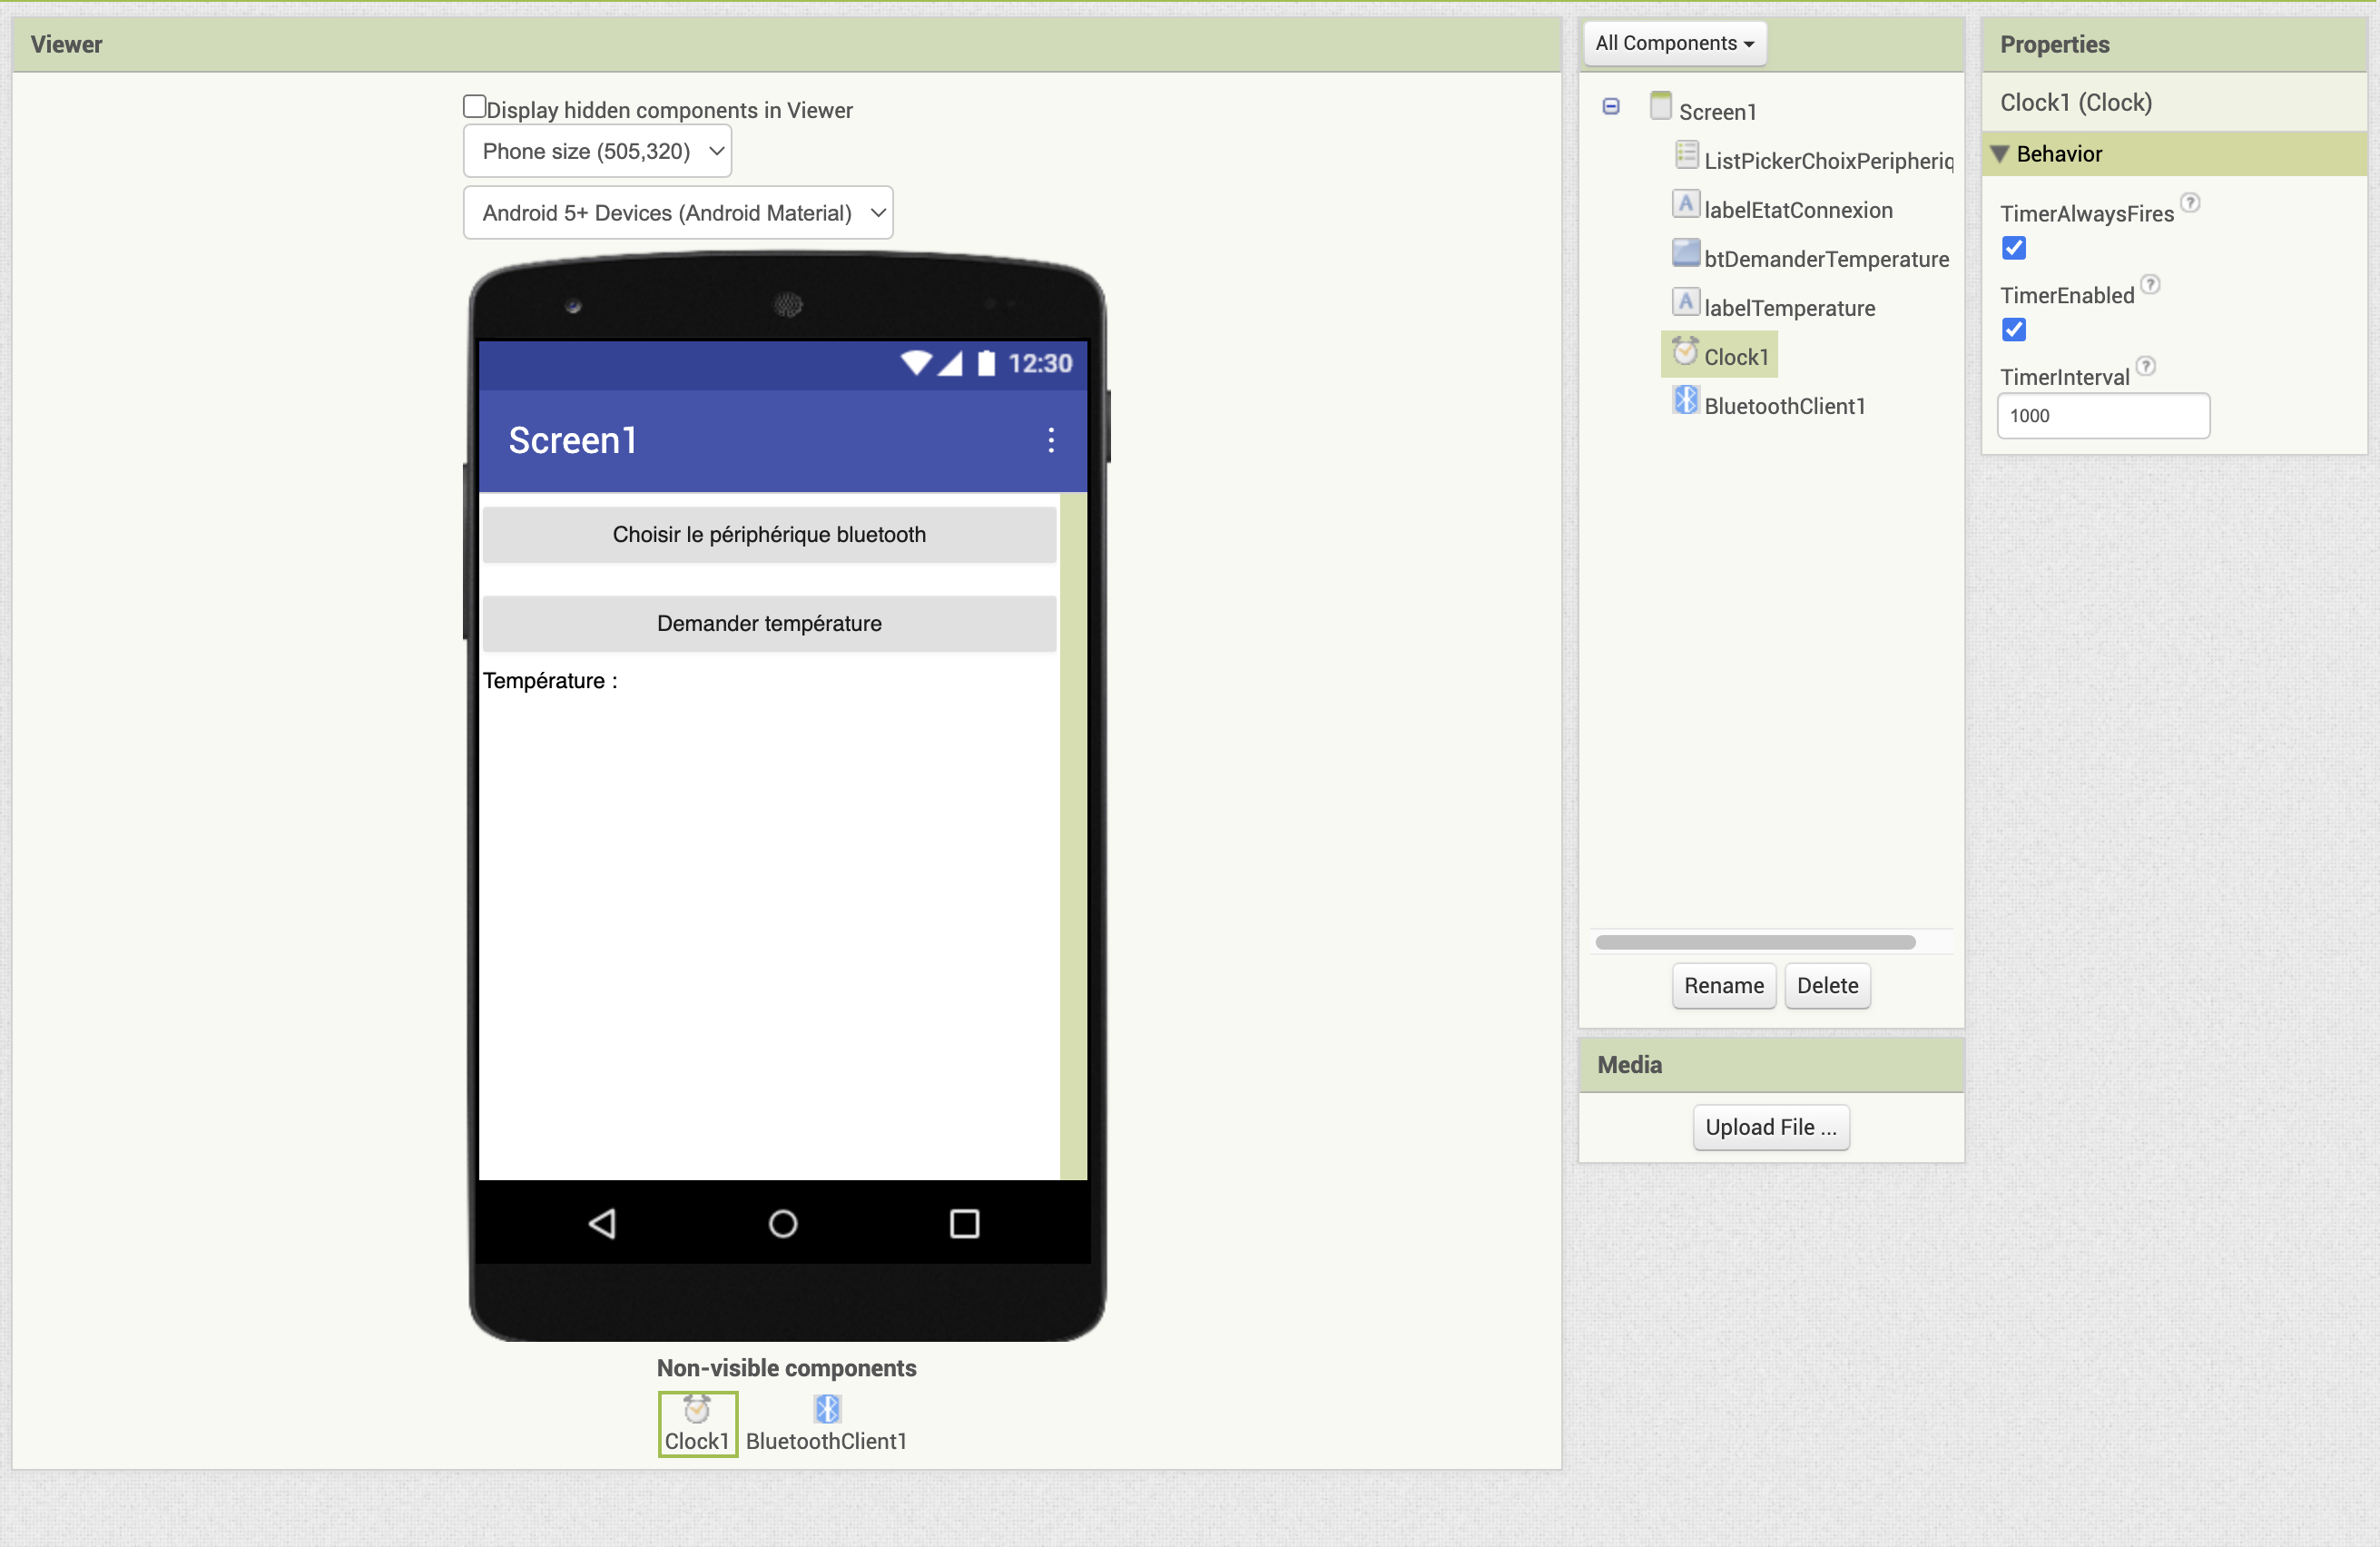 Viewer
Display hidden components in Viewer
Phone size (505,320)
Android 5+ Devices (Android Material)
12:30
Screen1
Choisir le périphérique bluetooth
Demander température
Température :
Non-visible components
Clock1
BluetoothClient1
All Components
Screen1
ListPickerChoixPeripheriq
labelEtatConnexion
btDemanderTemperature
labelTemperature
Clock1
BluetoothClient1
Rename
Delete
Media
Upload File ...
Properties
Clock1 (Clock)
Behavior
TimerAlwaysFires
?
TimerEnabled
?
TimerInterval
?
1000